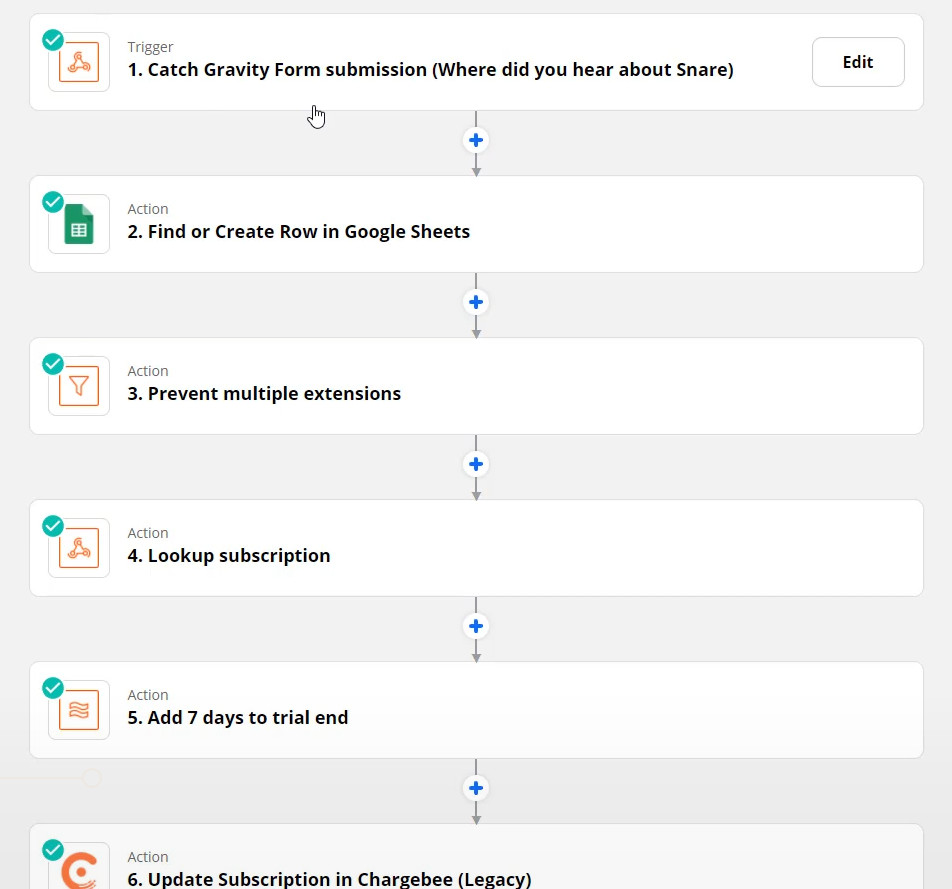 Trigger
1. Catch Gravity Form submission (Where did you hear about Snare)
Edit
Action
2. Find or Create Row in Google Sheets
Action
3. Prevent multiple extensions
Action
4. Lookup subscription
Action
5. Add 7 days to trial end
Action
6. Update Subscription in Chargebee (Legacy)